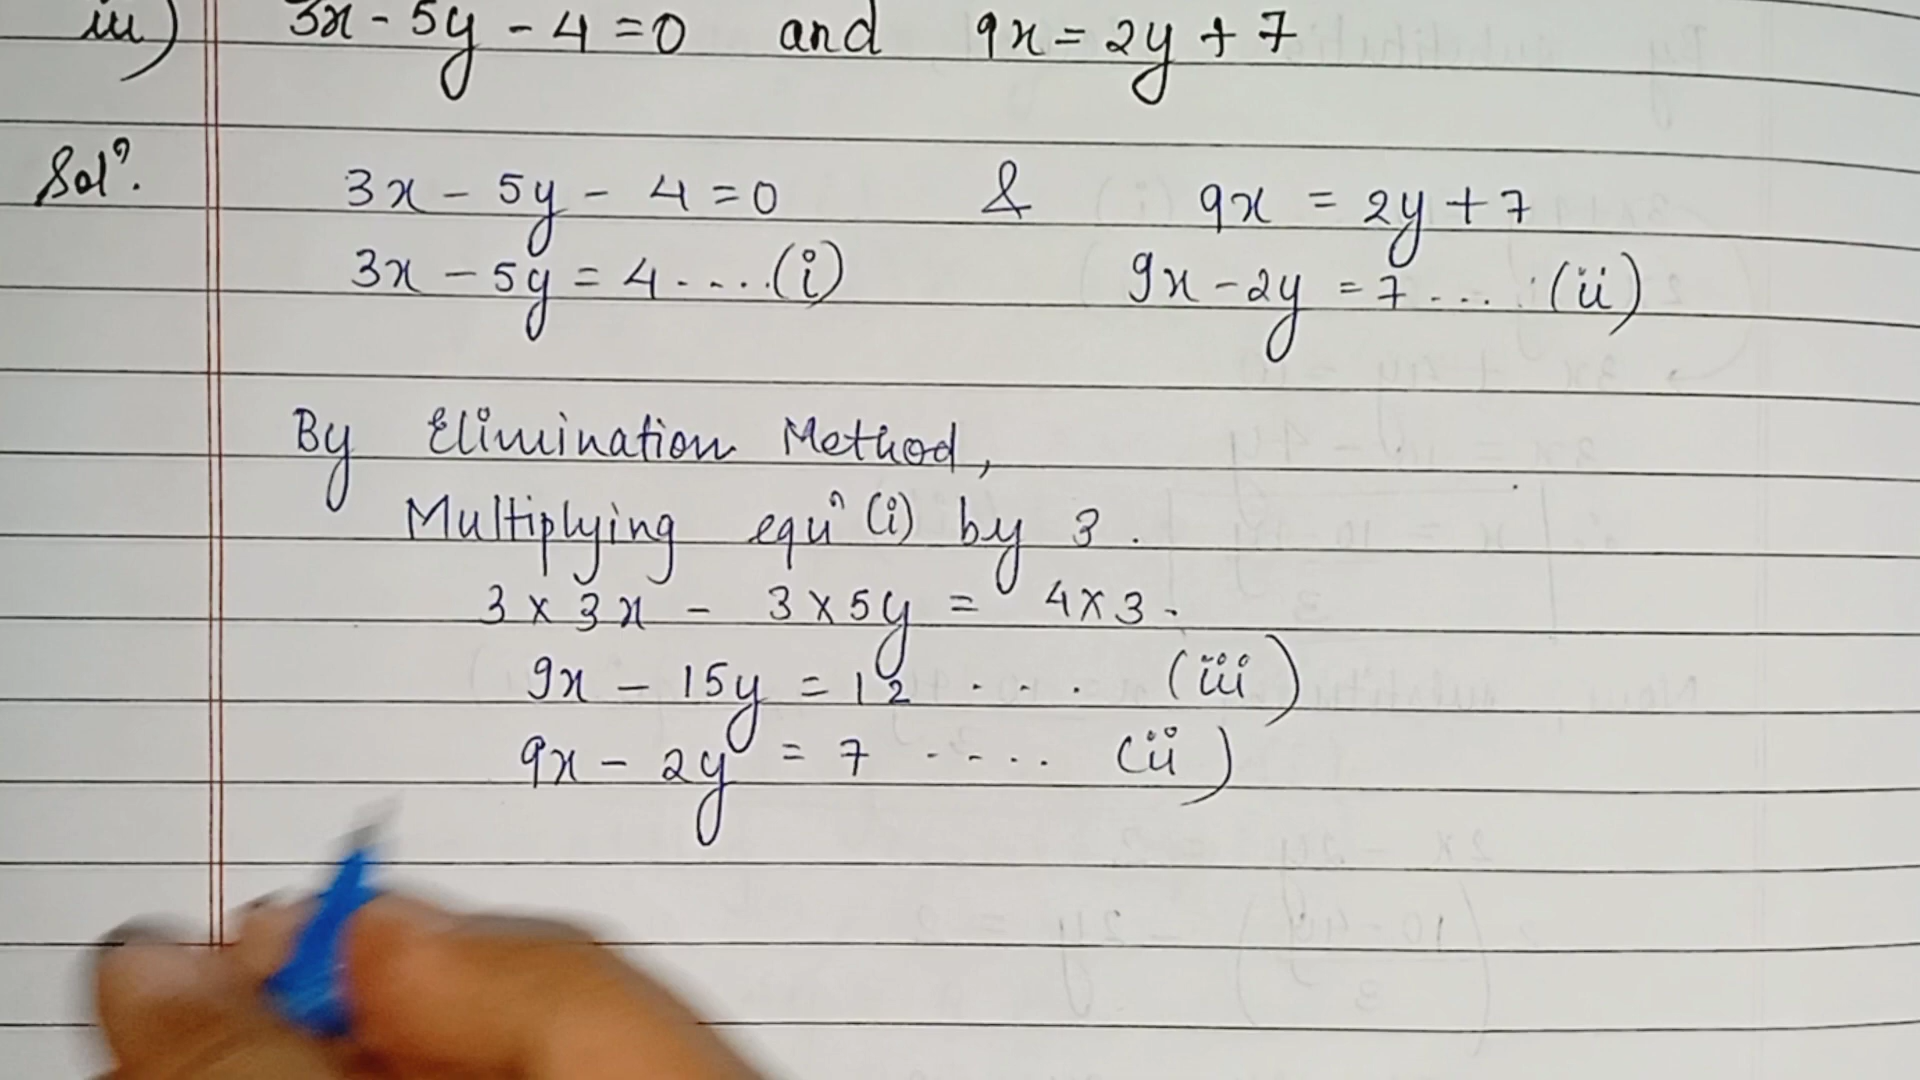 iii) 3x - 5y - 4 = 0 and 9x = 2y + 7
Solⁿ. 3x - 5y - 4 = 0 & 9x = 2y + 7
3x - 5y = 4 .... (i) 9x - 2y = 7 .... (ii)
By Elimination Method,
Multiplying equⁿ (i) by 3.
3 x 3x - 3 x 5y = 4 x 3.
9x - 15y = 12 ... (iii)
9x - 2y = 7 .... (ii)